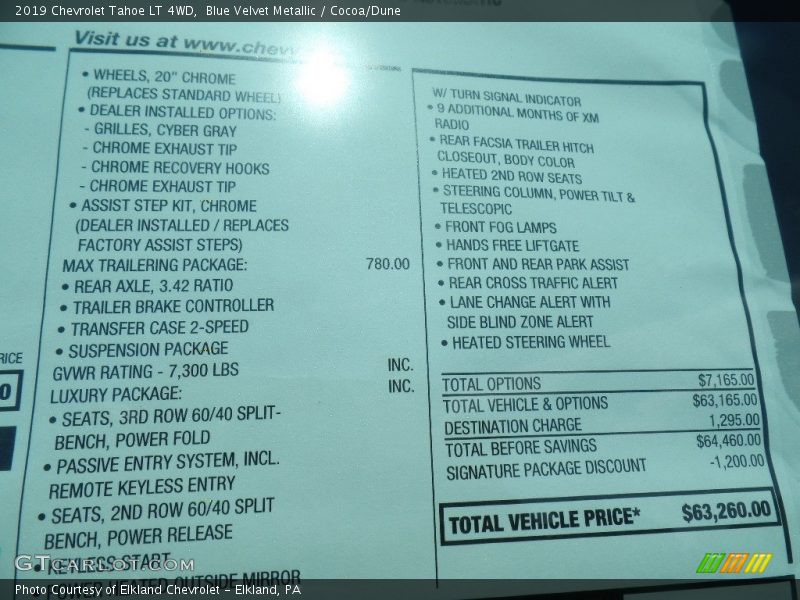 2019 Chevrolet Tahoe LT 4WD, Blue Velvet Metallic / Cocoa/Dune
Visit us at www.chev
RICE
0
• WHEELS, 20" CHROME
(REPLACES STANDARD WHEEL)
• DEALER INSTALLED OPTIONS:
- GRILLES, CYBER GRAY
- CHROME EXHAUST TIP
- CHROME RECOVERY HOOKS
- CHROME EXHAUST TIP
• ASSIST STEP KIT, CHROME
(DEALER INSTALLED / REPLACES
FACTORY ASSIST STEPS)
MAX TRAILERING PACKAGE: 780.00
• REAR AXLE, 3.42 RATIO
• TRAILER BRAKE CONTROLLER
• TRANSFER CASE 2-SPEED
• SUSPENSION PACKAGE
GVWR RATING - 7,300 LBS INC.
LUXURY PACKAGE: INC.
• SEATS, 3RD ROW 60/40 SPLIT-
BENCH, POWER FOLD
• PASSIVE ENTRY SYSTEM, INCL.
REMOTE KEYLESS ENTRY
• SEATS, 2ND ROW 60/40 SPLIT
BENCH, POWER RELEASE
• KEYLESS START
• POWER HEATED OUTSIDE MIRROR
W/ TURN SIGNAL INDICATOR
• 9 ADDITIONAL MONTHS OF XM
RADIO
• REAR FACSIA TRAILER HITCH
CLOSEOUT, BODY COLOR
• HEATED 2ND ROW SEATS
• STEERING COLUMN, POWER TILT &
TELESCOPIC
• FRONT FOG LAMPS
• HANDS FREE LIFTGATE
• FRONT AND REAR PARK ASSIST
• REAR CROSS TRAFFIC ALERT
• LANE CHANGE ALERT WITH
SIDE BLIND ZONE ALERT
• HEATED STEERING WHEEL
TOTAL OPTIONS $7,165.00
TOTAL VEHICLE & OPTIONS $63,165.00
DESTINATION CHARGE 1,295.00
TOTAL BEFORE SAVINGS $64,460.00
SIGNATURE PACKAGE DISCOUNT -1,200.00
TOTAL VEHICLE PRICE* $63,260.00
GTCarLot.com
Photo Courtesy of Elkland Chevrolet - Elkland, PA